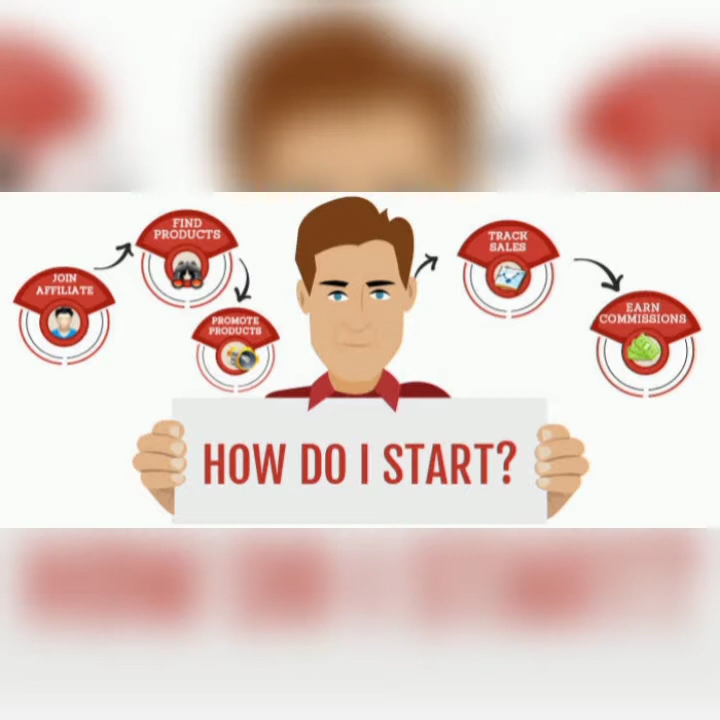 JOIN
AFFILIATE
FIND
PRODUCTS
PROMOTE
PRODUCTS
TRACK
SALES
EARN
COMMISSIONS
HOW DO I START?